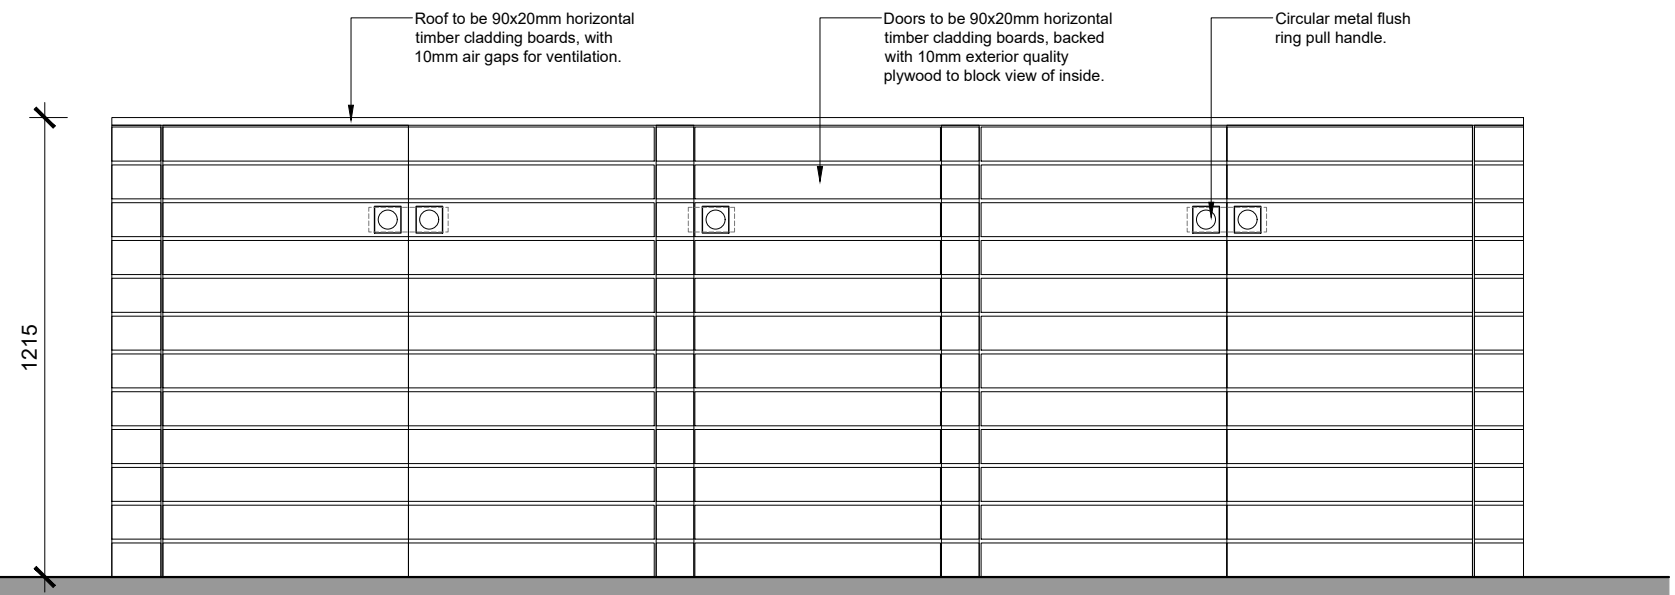 Roof to be 90x20mm horizontal
timber cladding boards, with
10mm air gaps for ventilation.
Doors to be 90x20mm horizontal
timber cladding boards, backed
with 10mm exterior quality
plywood to block view of inside.
Circular metal flush
ring pull handle.
1215